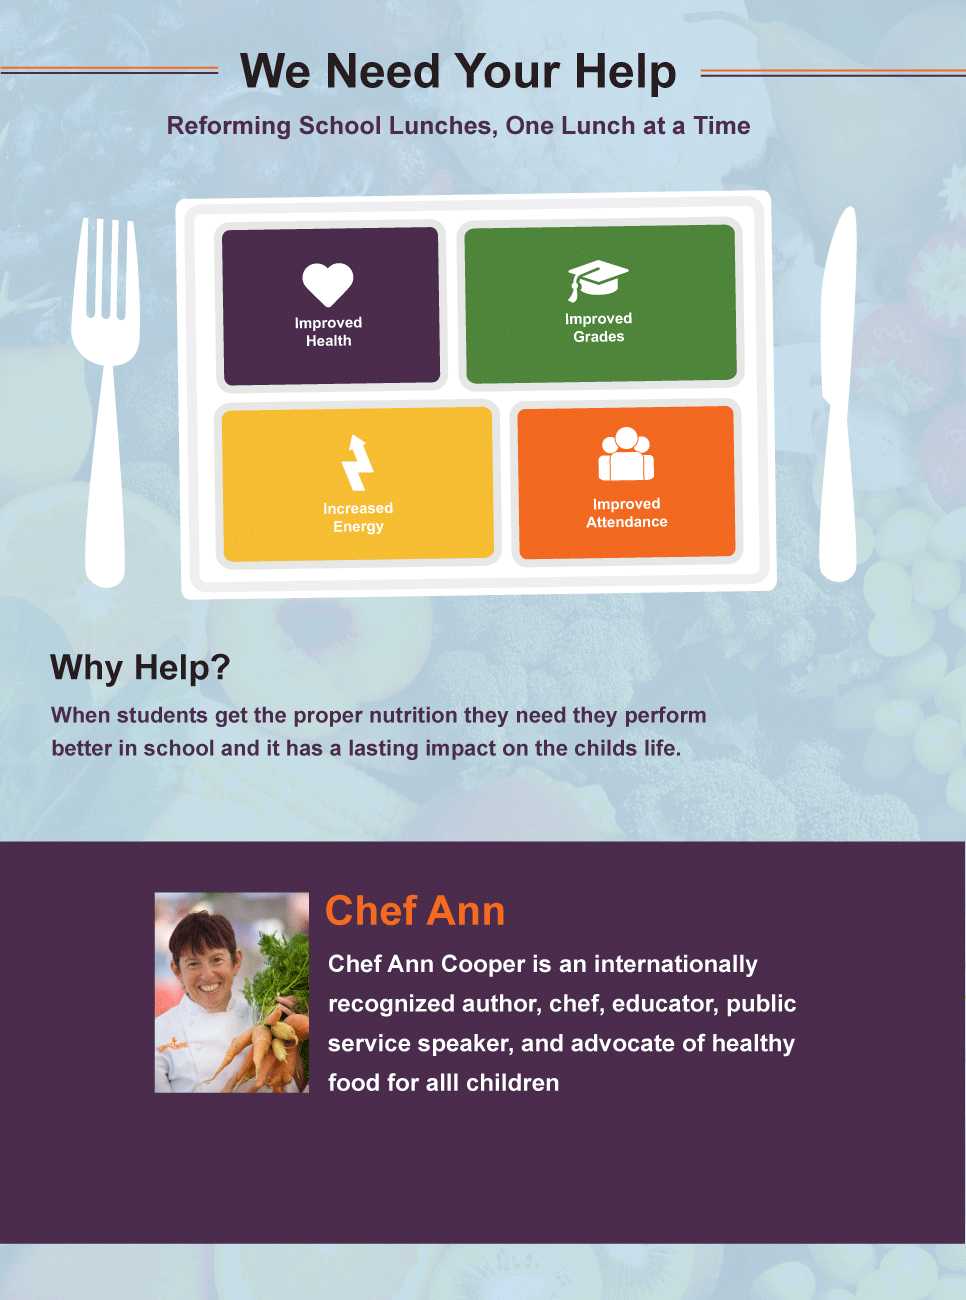 We Need Your Help
Reforming School Lunches, One Lunch at a Time
Improved
Health
Improved
Grades
Increased
Energy
Improved
Attendance
Why Help?
When students get the proper nutrition they need they perform
better in school and it has a lasting impact on the childs life.
Chef Ann
Chef Ann Cooper is an internationally
recognized author, chef, educator, public
service speaker, and advocate of healthy
food for alll children